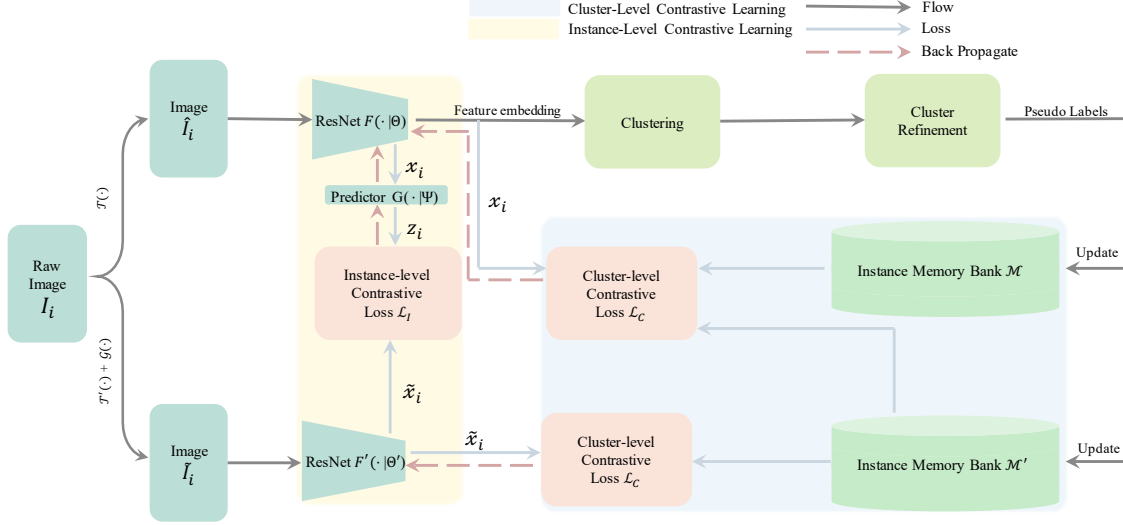 Cluster-Level Contrastive Learning
Flow
Instance-Level Contrastive Learning
Loss
Back Propagate
Image
Î_i
ResNet F(· |Θ)
Feature embedding
Clustering
Cluster
Refinement
Pseudo Labels
𝒯(·)
x_i
Predictor G(· |Ψ)
z_i
x_i
Raw
Image
I_i
Instance-level
Contrastive
Loss ℒ_I
Cluster-level
Contrastive
Loss ℒ_C
Instance Memory Bank ℳ
Update
𝒯′(·) + 𝒢(·)
x̃_i
Image
Ĩ_i
ResNet F′(· |Θ′)
x̃_i
Cluster-level
Contrastive
Loss ℒ_C
Instance Memory Bank ℳ′
Update